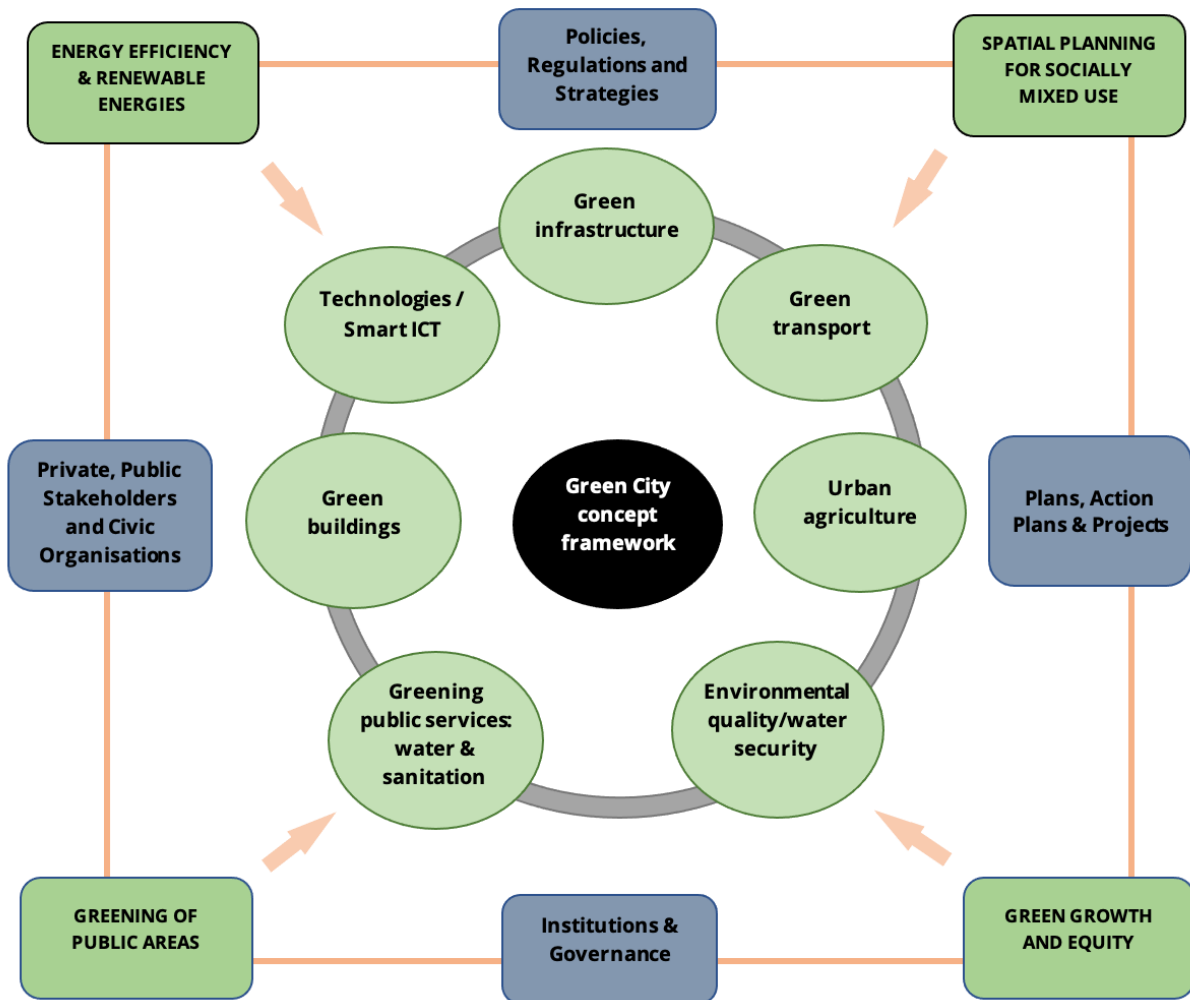 ENERGY EFFICIENCY
& RENEWABLE
ENERGIES
Policies,
Regulations and
Strategies
SPATIAL PLANNING
FOR SOCIALLY
MIXED USE
Green
infrastructure
Technologies /
Smart ICT
Green
transport
Private, Public
Stakeholders
and Civic
Organisations
Green
buildings
Green City
concept
framework
Urban
agriculture
Plans, Action
Plans & Projects
Greening
public services:
water &
sanitation
Environmental
quality/water
security
GREENING OF
PUBLIC AREAS
Institutions &
Governance
GREEN GROWTH
AND EQUITY